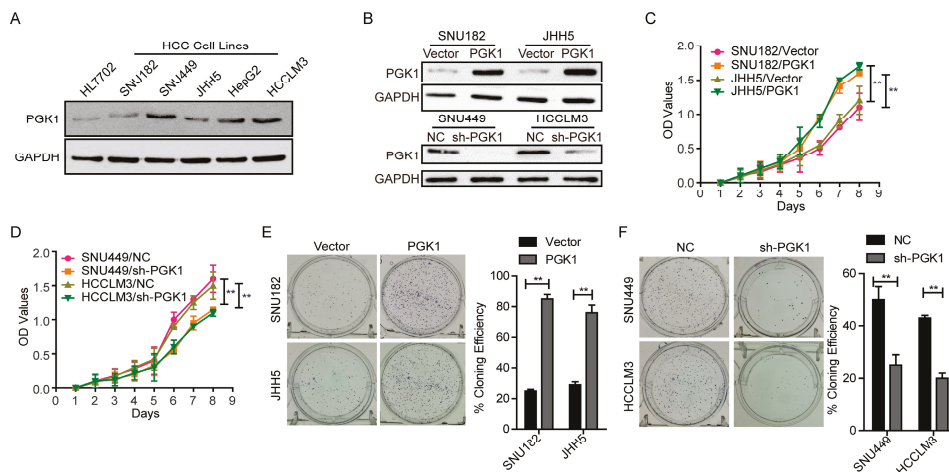 A
HCC Cell Lines
HL7702
SNU182
SNU449
JHH5
HepG2
HCCLM3
PGK1
GAPDH
B
SNU182 JHH5
Vector PGK1 Vector PGK1
PGK1
GAPDH
SNU449 HCCLM3
NC sh-PGK1 NC sh-PGK1
PGK1
GAPDH
C
SNU182/Vector
SNU182/PGK1
JHH5/Vector
JHH5/PGK1
OD Values
2.0
1.5
1.0
0.5
0.0
** **
0 1 2 3 4 5 6 7 8 9
Days
D
SNU449/NC
SNU449/sh-PGK1
HCCLM3/NC
HCCLM3/sh-PGK1
OD Values
2.0
1.5
1.0
0.5
0.0
** **
0 1 2 3 4 5 6 7 8 9
Days
E
Vector PGK1
SNU182
JHH5
Vector
PGK1
% Cloning Efficiency
100
80
60
40
20
0
** **
SNU182
JHH5
F
NC sh-PGK1
SNU449
HCCLM3
NC
sh-PGK1
% Cloning Efficiency
60
40
20
0
** **
SNU449
HCCLM3